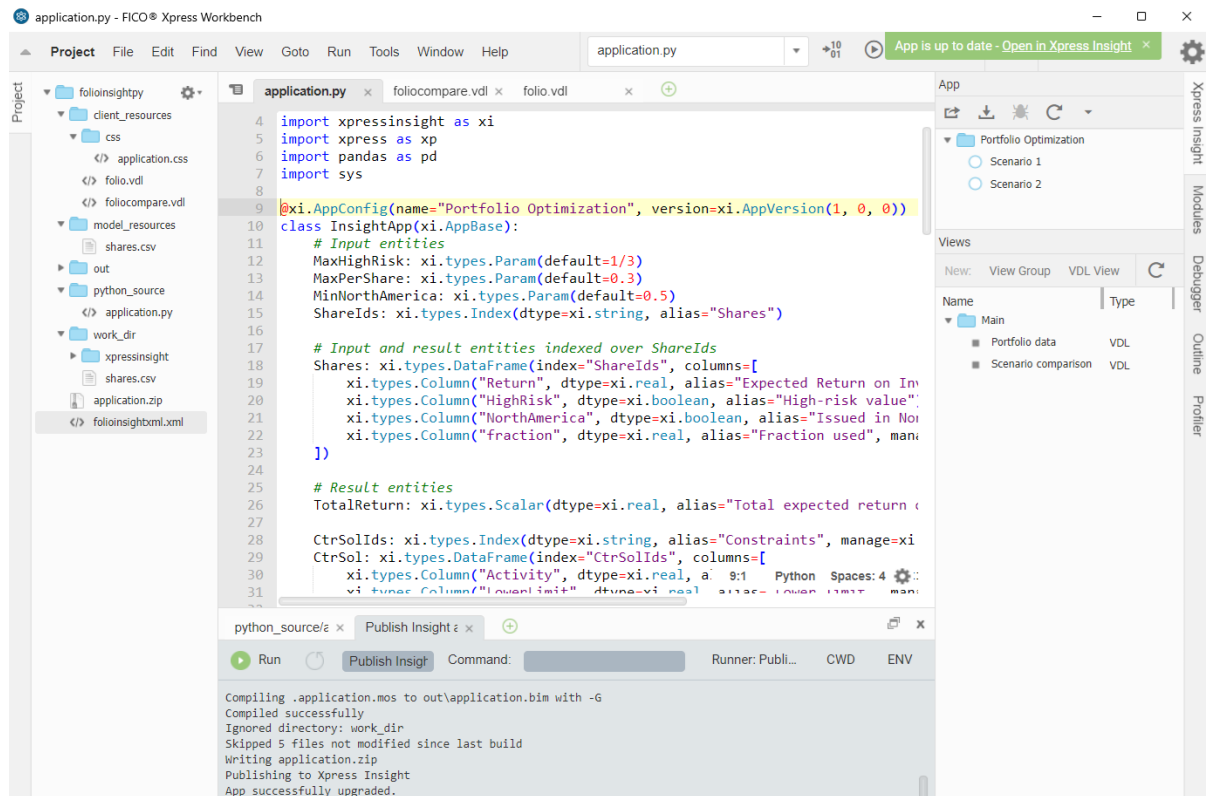 application.py - FICO® Xpress Workbench
Project File Edit Find View Goto Run Tools Window Help
application.py
App is up to date - Open in Xpress Insight ×
Project
folioinsightpy
client_resources
css
application.css
folio.vdl
foliocompare.vdl
model_resources
shares.csv
out
python_source
application.py
work_dir
xpressinsight
shares.csv
application.zip
folioinsightxml.xml
application.py × foliocompare.vdl × folio.vdl ×
4 import xpressinsight as xi
5 import xpress as xp
6 import pandas as pd
7 import sys
8
9 @xi.AppConfig(name="Portfolio Optimization", version=xi.AppVersion(1, 0, 0))
10 class InsightApp(xi.AppBase):
11 # Input entities
12 MaxHighRisk: xi.types.Param(default=1/3)
13 MaxPerShare: xi.types.Param(default=0.3)
14 MinNorthAmerica: xi.types.Param(default=0.5)
15 ShareIds: xi.types.Index(dtype=xi.string, alias="Shares")
16
17 # Input and result entities indexed over ShareIds
18 Shares: xi.types.DataFrame(index="ShareIds", columns=[
19 xi.types.Column("Return", dtype=xi.real, alias="Expected Return on Inv
20 xi.types.Column("HighRisk", dtype=xi.boolean, alias="High-risk value")
21 xi.types.Column("NorthAmerica", dtype=xi.boolean, alias="Issued in Nor
22 xi.types.Column("fraction", dtype=xi.real, alias="Fraction used", mana
23 ])
24
25 # Result entities
26 TotalReturn: xi.types.Scalar(dtype=xi.real, alias="Total expected return o
27
28 CtrSolIds: xi.types.Index(dtype=xi.string, alias="Constraints", manage=xi
29 CtrSol: xi.types.DataFrame(index="CtrSolIds", columns=[
30 xi.types.Column("Activity", dtype=xi.real, a
9:1 Python Spaces: 4
31 xi.types.Column("LowerLimit", dtype=xi.real, alias="Lower limit", man
python_source/a × Publish Insight a ×
Run Publish Insigh Command: Runner: Publi... CWD ENV
Compiling .application.mos to out\application.bim with -G
Compiled successfully
Ignored directory: work_dir
Skipped 5 files not modified since last build
Writing application.zip
Publishing to Xpress Insight
App successfully upgraded.
App
Portfolio Optimization
Scenario 1
Scenario 2
Views
New: View Group VDL View
Name Type
Main
Portfolio data VDL
Scenario comparison VDL
Xpress Insight
Modules
Debugger
Outline
Profiler